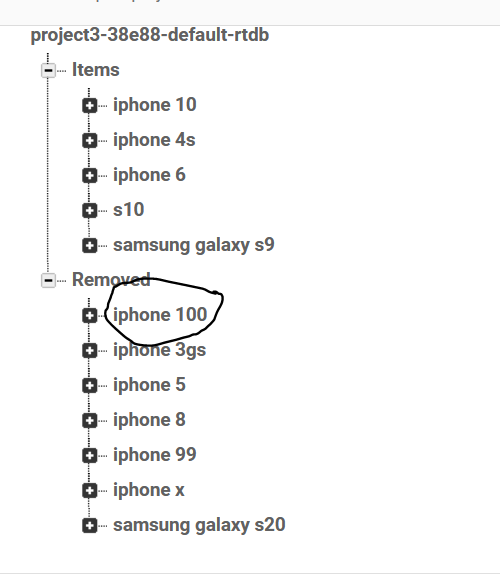 project3-38e88-default-rtdb
Items
iphone 10
iphone 4s
iphone 6
s10
samsung galaxy s9
Removed
iphone 100
iphone 3gs
iphone 5
iphone 8
iphone 99
iphone x
samsung galaxy s20